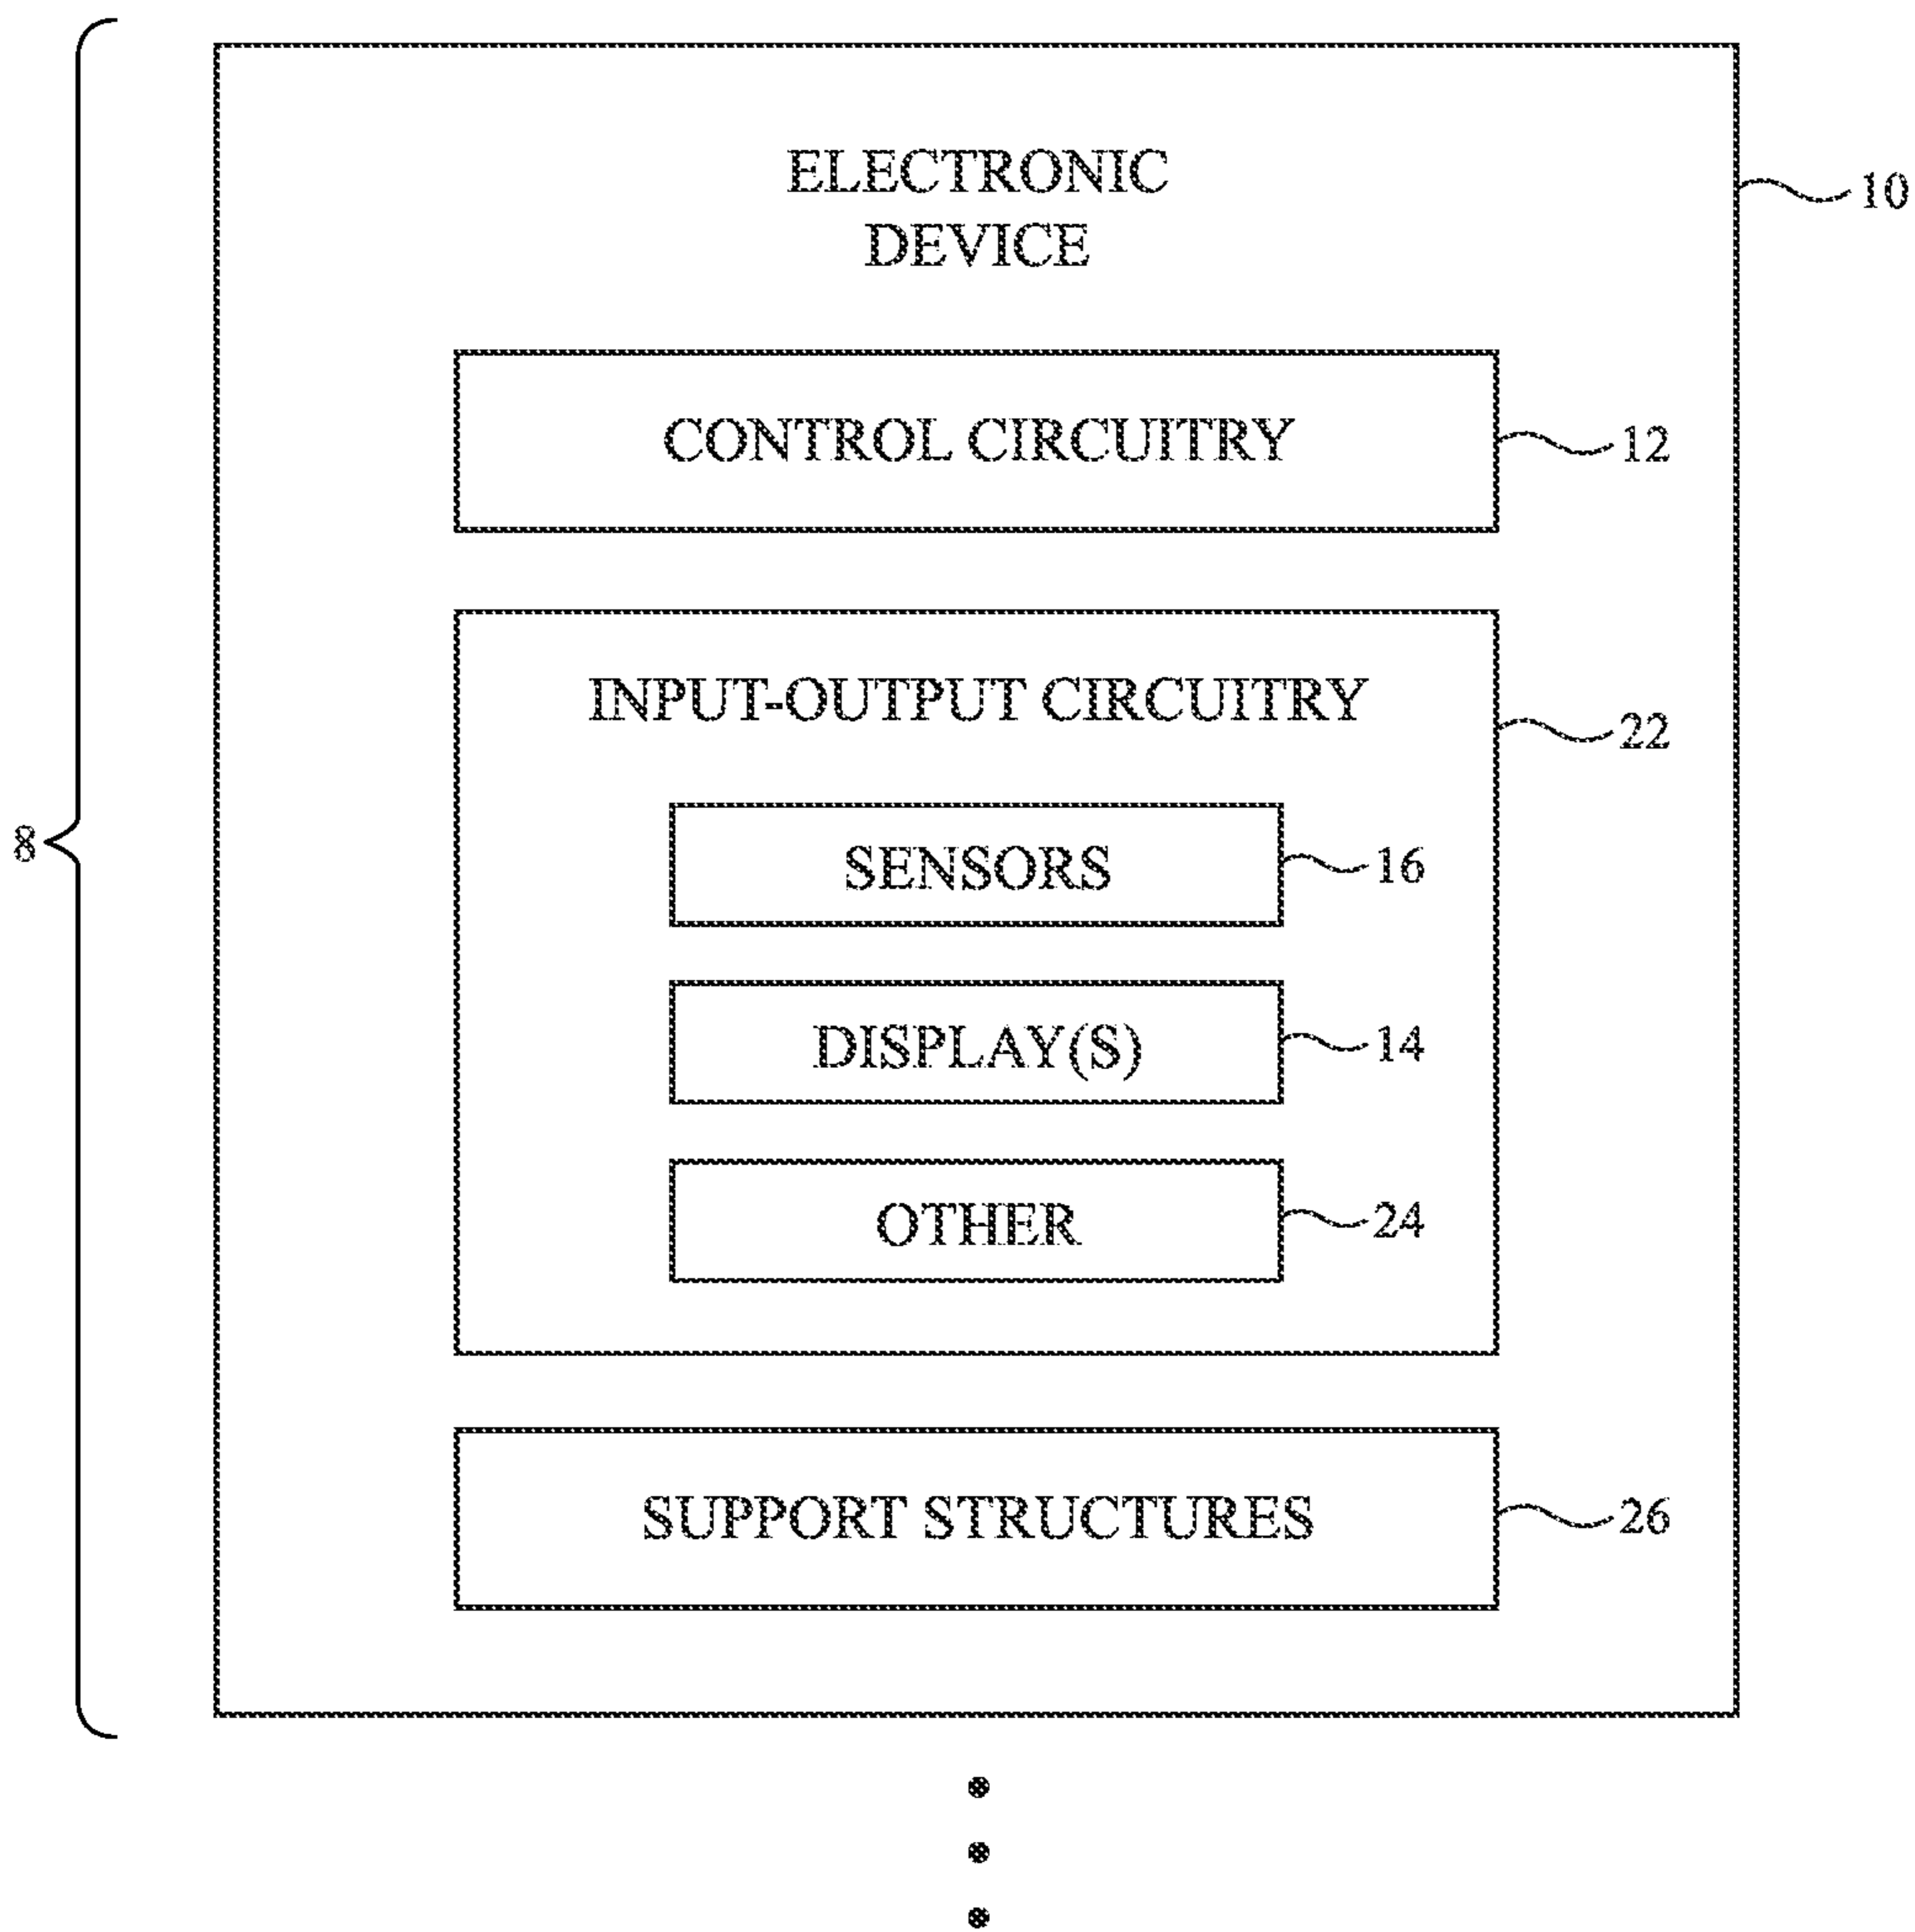 ELECTRONIC
DEVICE
10
CONTROL CIRCUITRY
12
INPUT-OUTPUT CIRCUITRY
22
8
SENSORS
16
DISPLAY(S)
14
OTHER
24
SUPPORT STRUCTURES
26